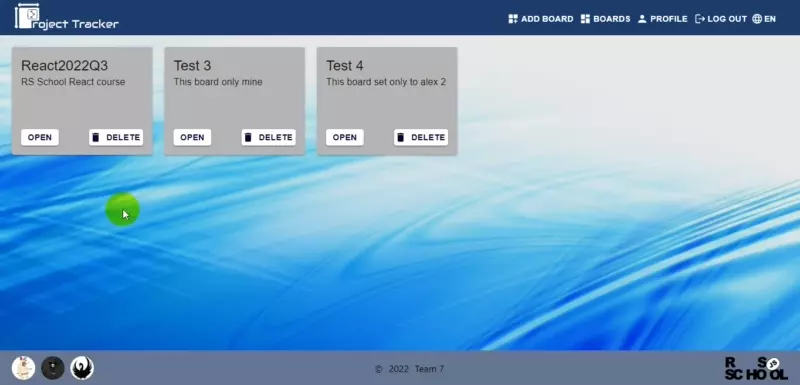 Project Tracker
ADD BOARD BOARDS PROFILE LOG OUT EN
React2022Q3
RS School React course
OPEN DELETE
Test 3
This board only mine
OPEN DELETE
Test 4
This board set only to alex 2
OPEN DELETE
© 2022 Team 7
RS
SCHOOL